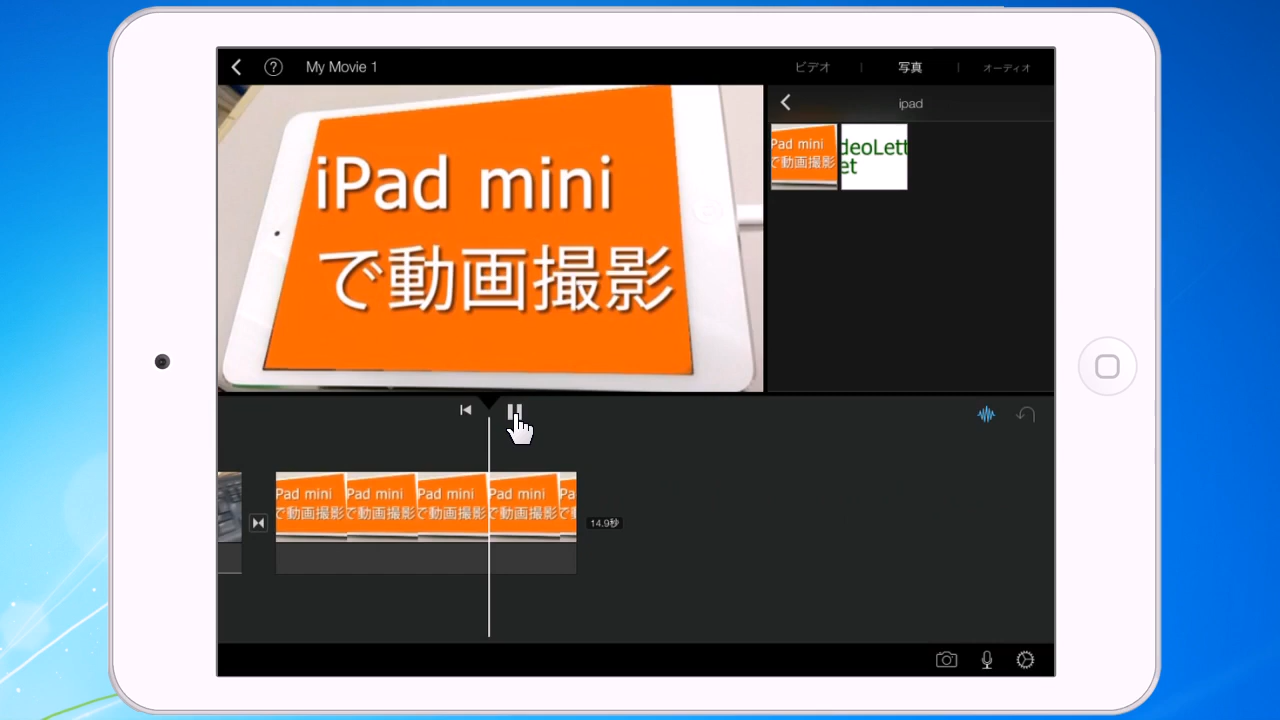 My Movie 1
ビデオ
写真
オーディオ
iPad mini
で動画撮影
ipad
Pad mini
で動画撮影
deoLett
et
Pad mini
で動画撮影
Pad mini
で動画撮影
Pad mini
で動画撮影
Pad mini
で動画撮影
Pa
で
14.9秒